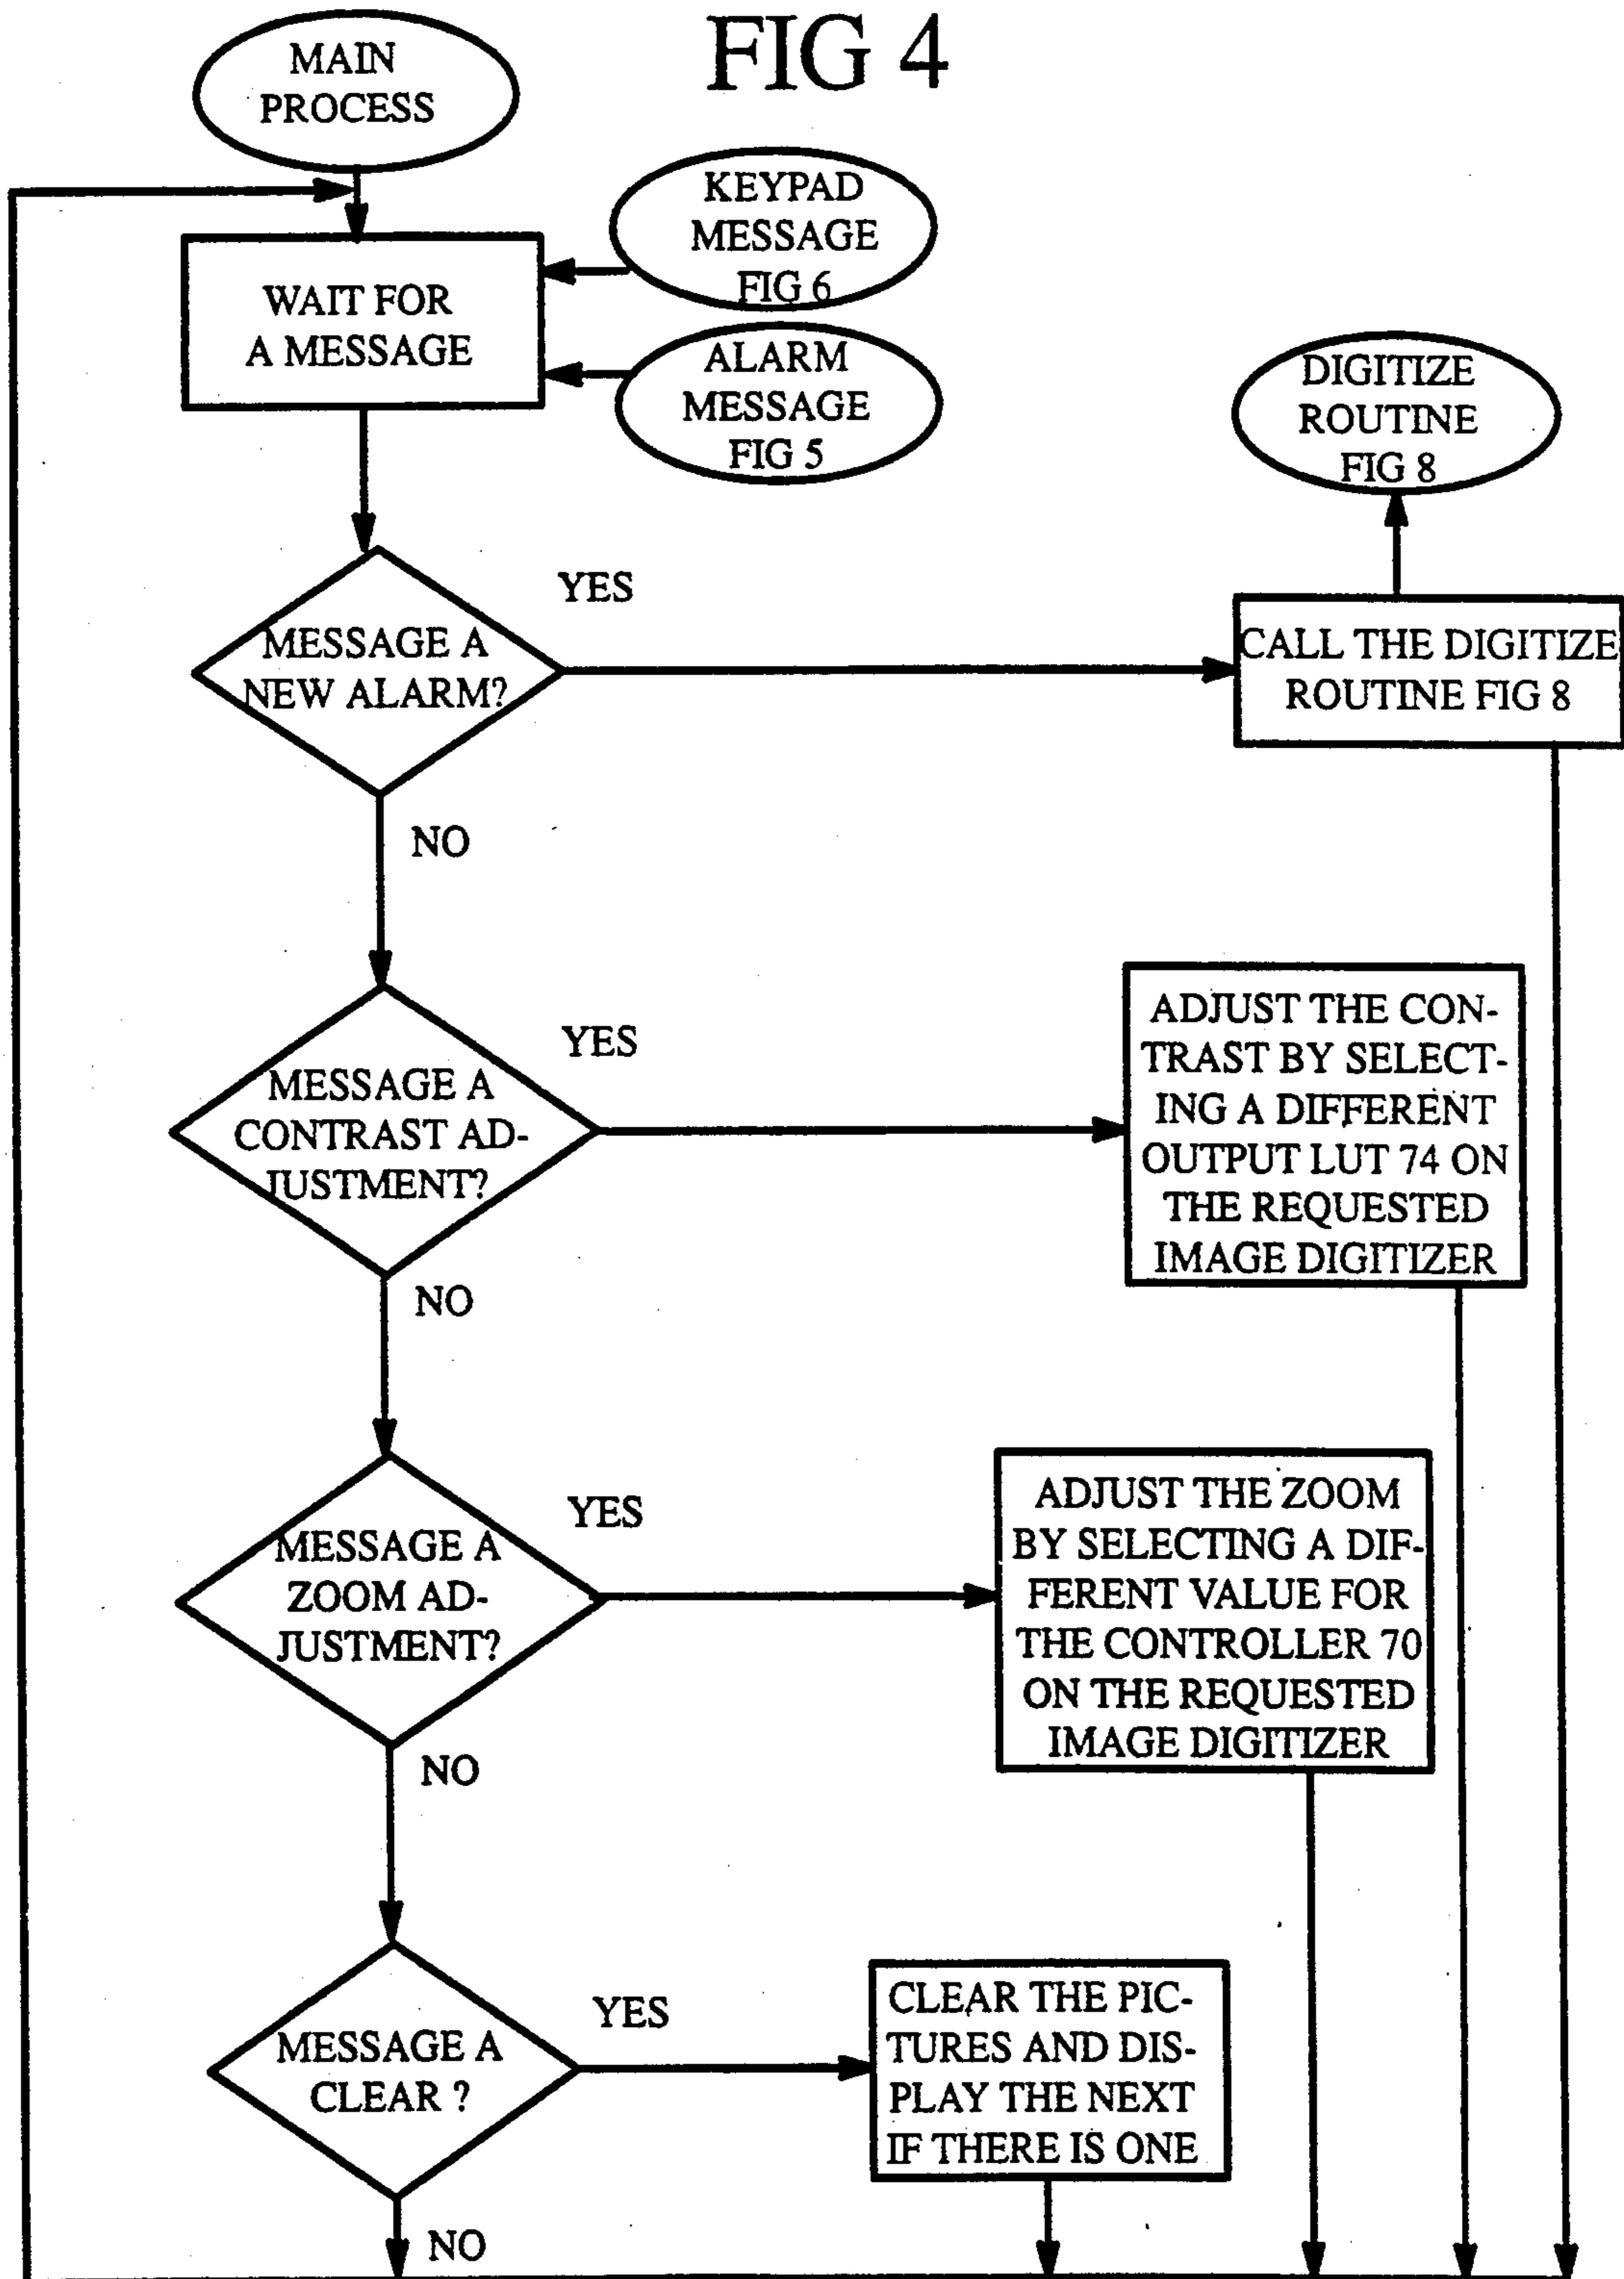 FIG 4
MAIN
PROCESS
KEYPAD
MESSAGE
FIG 6
WAIT FOR
A MESSAGE
ALARM
MESSAGE
FIG 5
DIGITIZE
ROUTINE
FIG 8
YES
MESSAGE A
NEW ALARM?
CALL THE DIGITIZE
ROUTINE FIG 8
NO
YES
MESSAGE A
CONTRAST AD-
JUSTMENT?
ADJUST THE CON-
TRAST BY SELECT-
ING A DIFFERENT
OUTPUT LUT 74 ON
THE REQUESTED
IMAGE DIGITIZER
NO
YES
MESSAGE A
ZOOM AD-
JUSTMENT?
ADJUST THE ZOOM
BY SELECTING A DIF-
FERENT VALUE FOR
THE CONTROLLER 70
ON THE REQUESTED
IMAGE DIGITIZER
NO
YES
MESSAGE A
CLEAR ?
CLEAR THE PIC-
TURES AND DIS-
PLAY THE NEXT
IF THERE IS ONE
NO